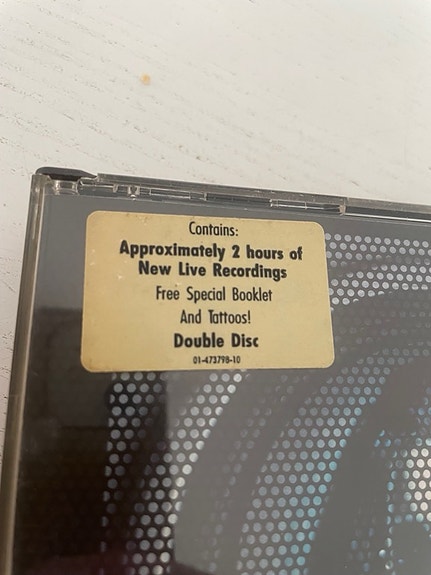 Contains:
Approximately 2 hours of
New Live Recordings
Free Special Booklet
And Tattoos!
Double Disc
01-473798-10